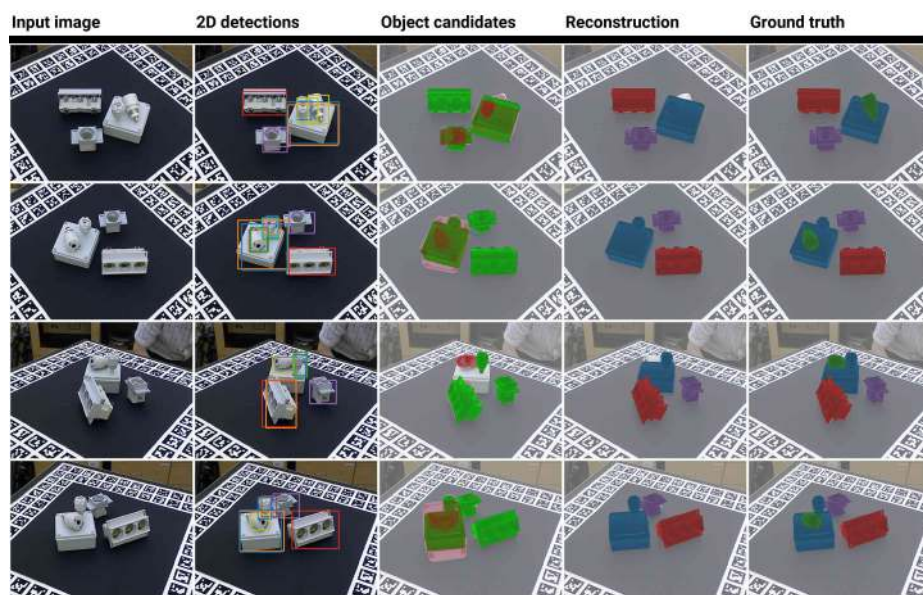 Input image
2D detections
Object candidates
Reconstruction
Ground truth